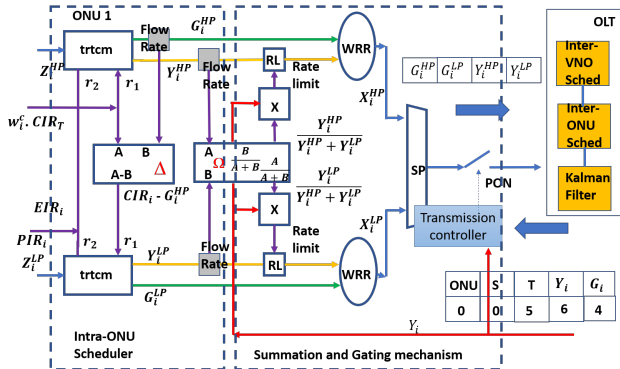 ONU 1
Flow
Rate
G_i^{HP}
trtcm
Z_i^{HP}
r_2
r_1
Y_i^{HP}
Flow
Rate
RL
Rate
limit
WRR
X_i^{HP}
G_i^{HP} G_i^{LP} Y_i^{HP} Y_i^{LP}
OLT
Inter-
VNO
Sched
Inter-
ONU
Sched
Kalman
Filter
w_i^c. CIR_T
X
\frac{Y_i^{HP}}{Y_i^{HP} + Y_i^{LP}}
A B
Δ
A-B
CIR_i - G_i^{HP}
A
Ω
B
\frac{B}{A+B}
\frac{A}{A+B}
\frac{Y_i^{LP}}{Y_i^{HP} + Y_i^{LP}}
SP
PON
EIR_i
PIR_i
r_2
r_1
X
Rate
limit
X_i^{LP}
Transmission
controller
Z_i^{LP}
trtcm
Y_i^{LP}
Flow
Rate
RL
WRR
G_i^{LP}
ONU S T Y_i G_i
0 0 5 6 4
Y_i
Intra-ONU
Scheduler
Summation and Gating mechanism